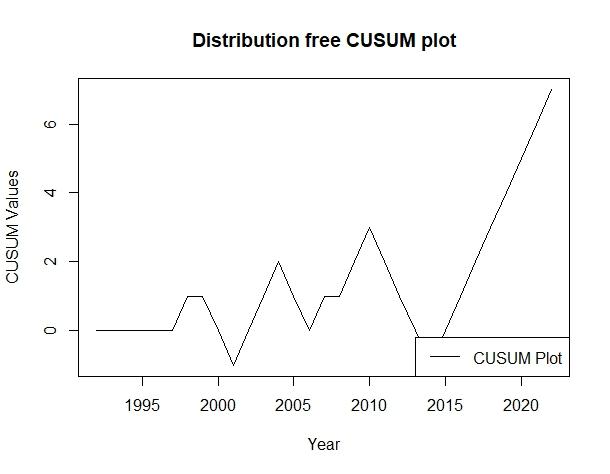 Distribution free CUSUM plot
CUSUM Values
6
4
2
0
CUSUM Plot
1995 2000 2005 2010 2015 2020
Year